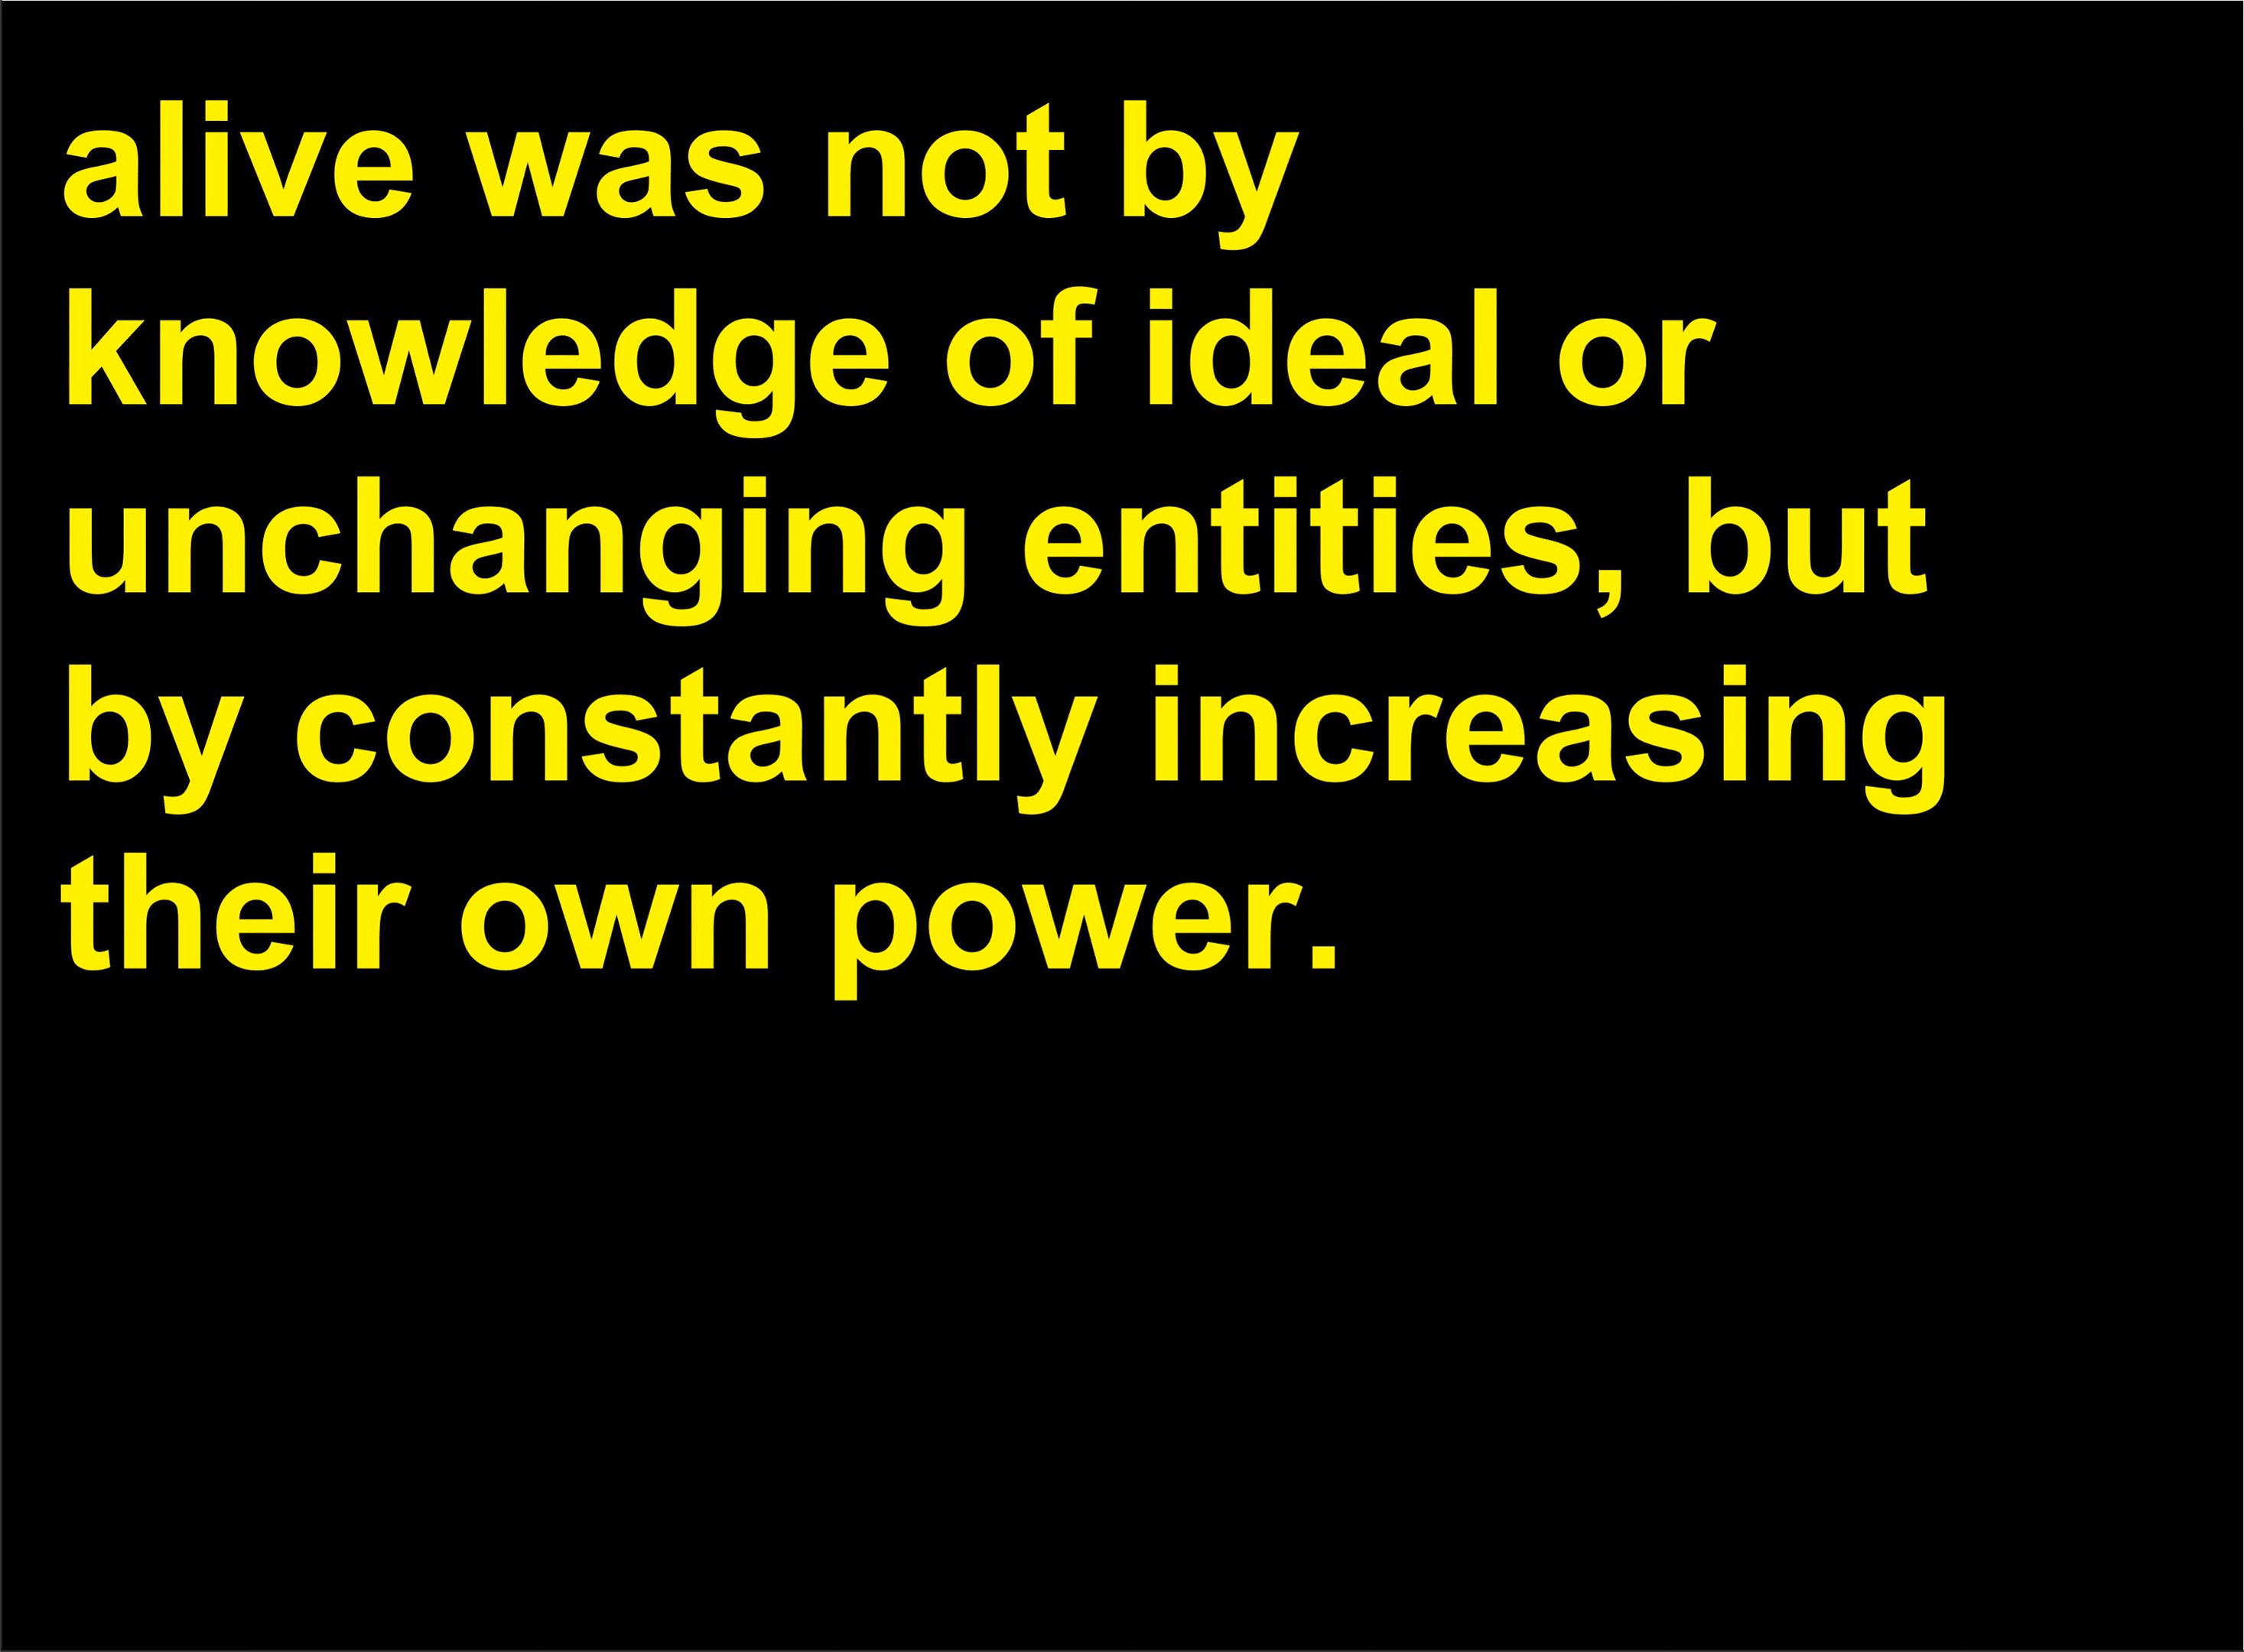 alive was not by
knowledge of ideal or
unchanging entities, but
by constantly increasing
their own power.